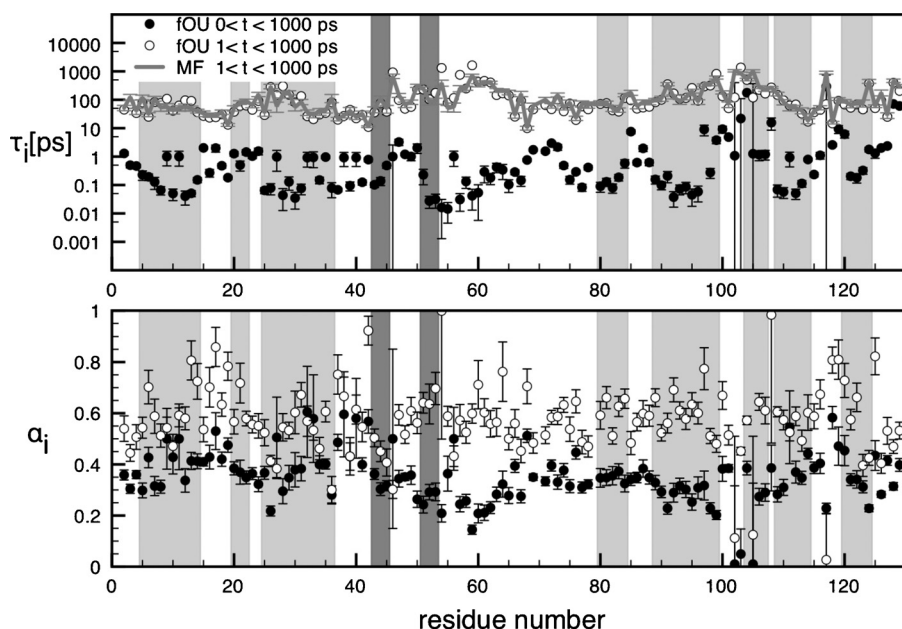 fOU 0< t < 1000 ps
fOU 1< t < 1000 ps
MF 1< t < 1000 ps
10000
1000
100
10
1
0.1
0.01
0.001
τi[ps]
0 20 40 60 80 100 120
1
0.8
0.6
0.4
0.2
0
αi
0 20 40 60 80 100 120
residue number